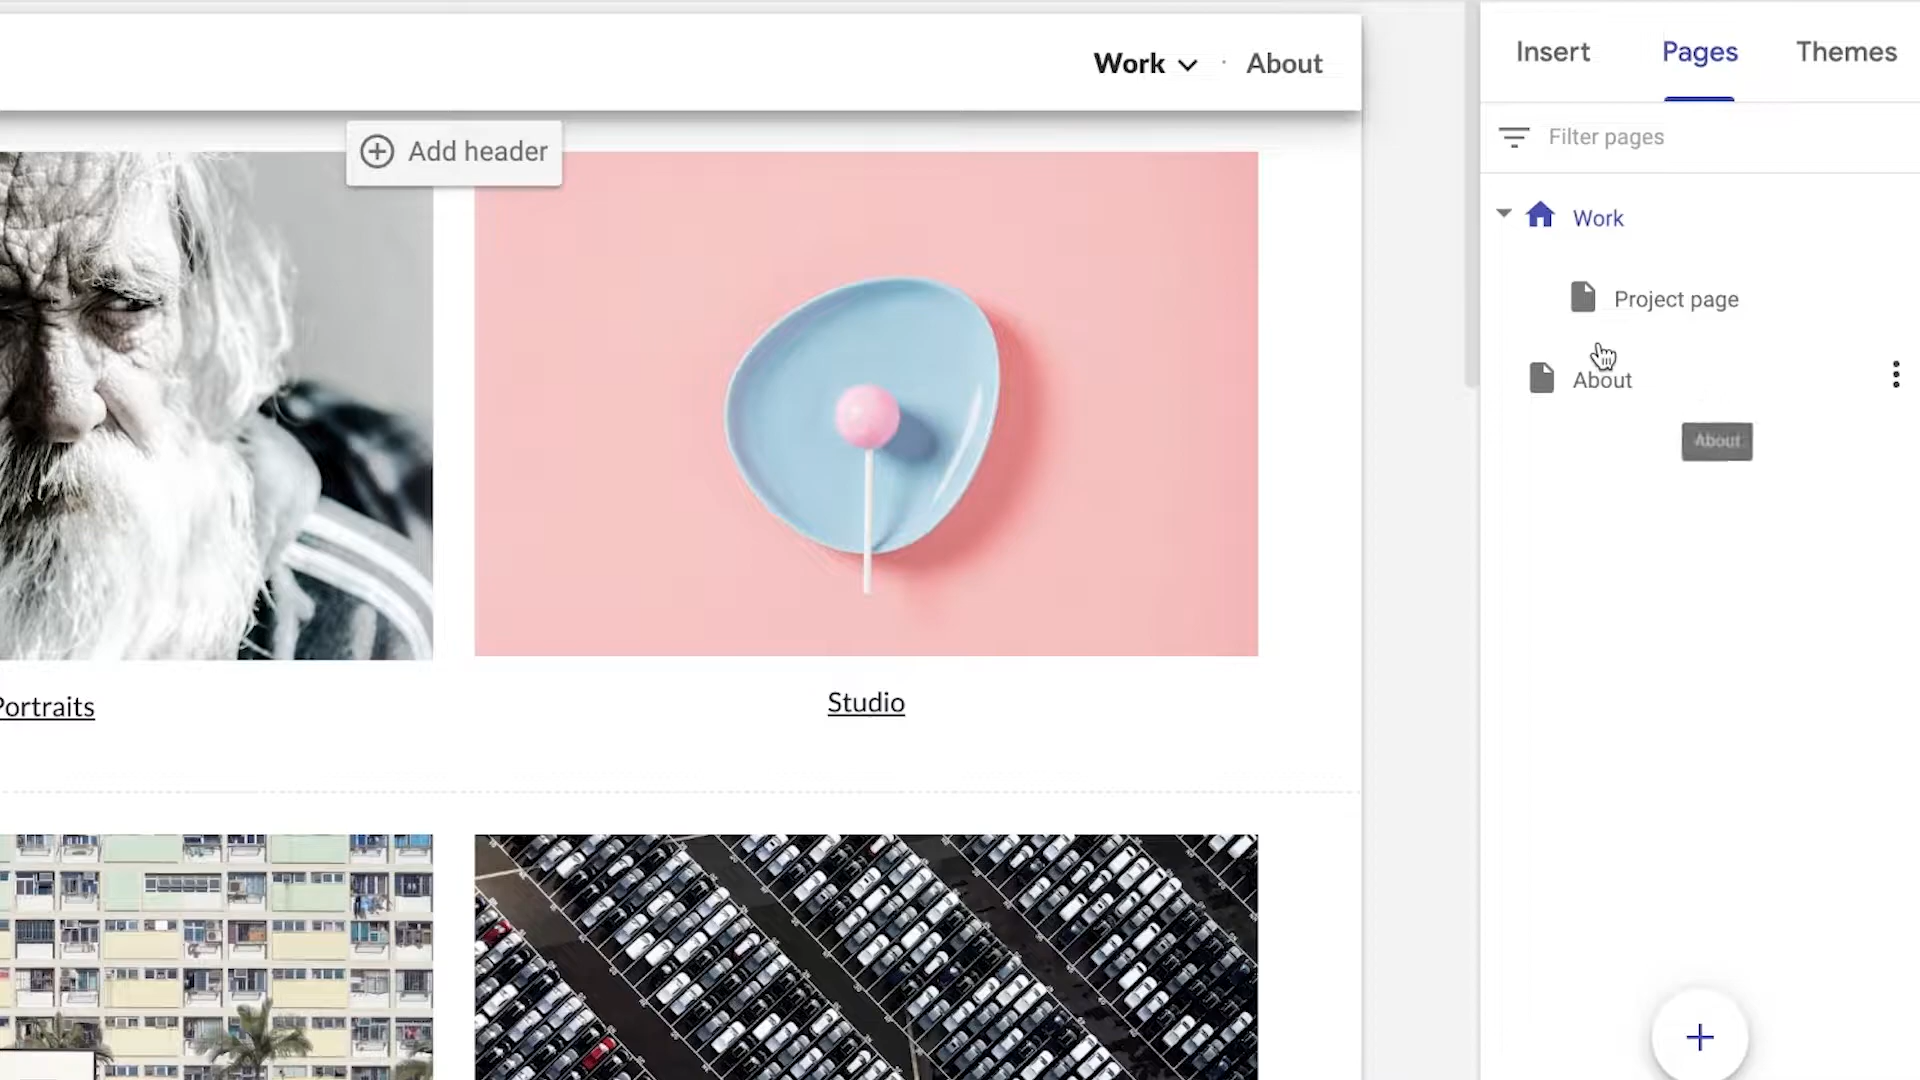 Work · About
Insert Pages Themes
Add header
Filter pages
Work
Project page
About
About
Portraits
Studio